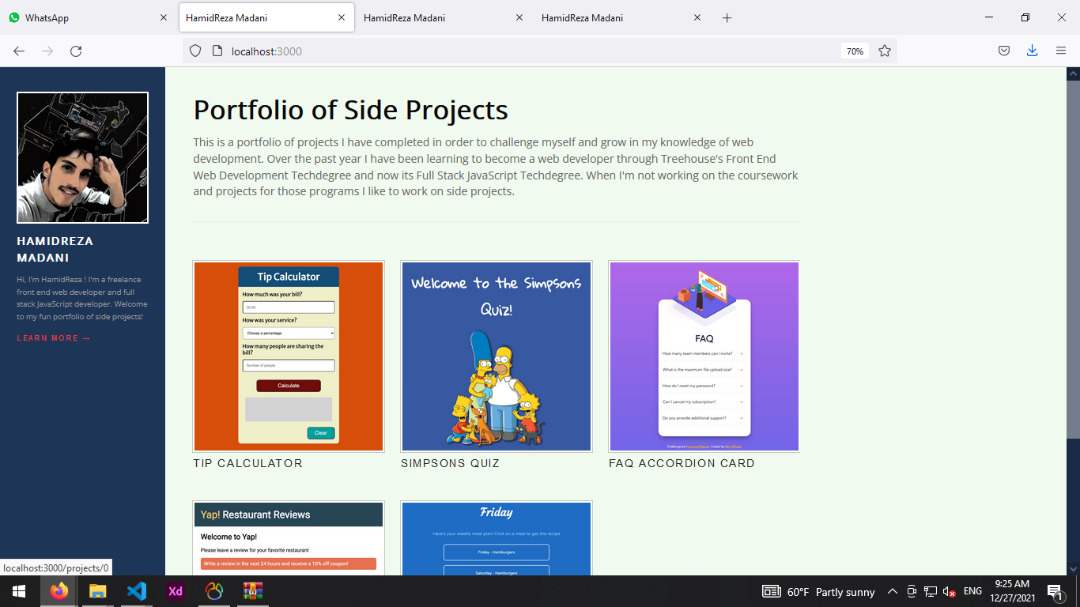 WhatsApp
HamidReza Madani
HamidReza Madani
HamidReza Madani
localhost:3000
70%
HAMIDREZA
MADANI
Hi, I'm HamidReza ! I'm a freelance
front end web developer and full
stack JavaScript developer. Welcome
to my fun portfolio of side projects!
LEARN MORE →
Portfolio of Side Projects
This is a portfolio of projects I have completed in order to challenge myself and grow in my knowledge of web
development. Over the past year I have been learning to become a web developer through Treehouse's Front End
Web Development Techdegree and now its Full Stack JavaScript Techdegree. When I'm not working on the coursework
and projects for those programs I like to work on side projects.
Tip Calculator
How much was your bill?
How was your service?
Choose a percentage
How many people are sharing the
bill?
Number of people
Calculate
Clear
TIP CALCULATOR
Welcome to the Simpsons
Quiz!
SIMPSONS QUIZ
FAQ
How many team members can I invite?
What is the maximum file upload size?
How do I reset my password?
Can I cancel my subscription?
Do you provide additional support?
FAQ ACCORDION CARD
Yap! Restaurant Reviews
Welcome to Yap!
Please leave a review for your favorite restaurant
Write a review in the next 24 hours and receive a 10% off coupon!
Friday
Here's your weekly meal plan! Click on a meal to get the recipe
Friday - Hamburgers
Saturday - Hamburgers
localhost:3000/projects/0
Xd
60°F Partly sunny
ENG
9:25 AM
12/27/2021
1